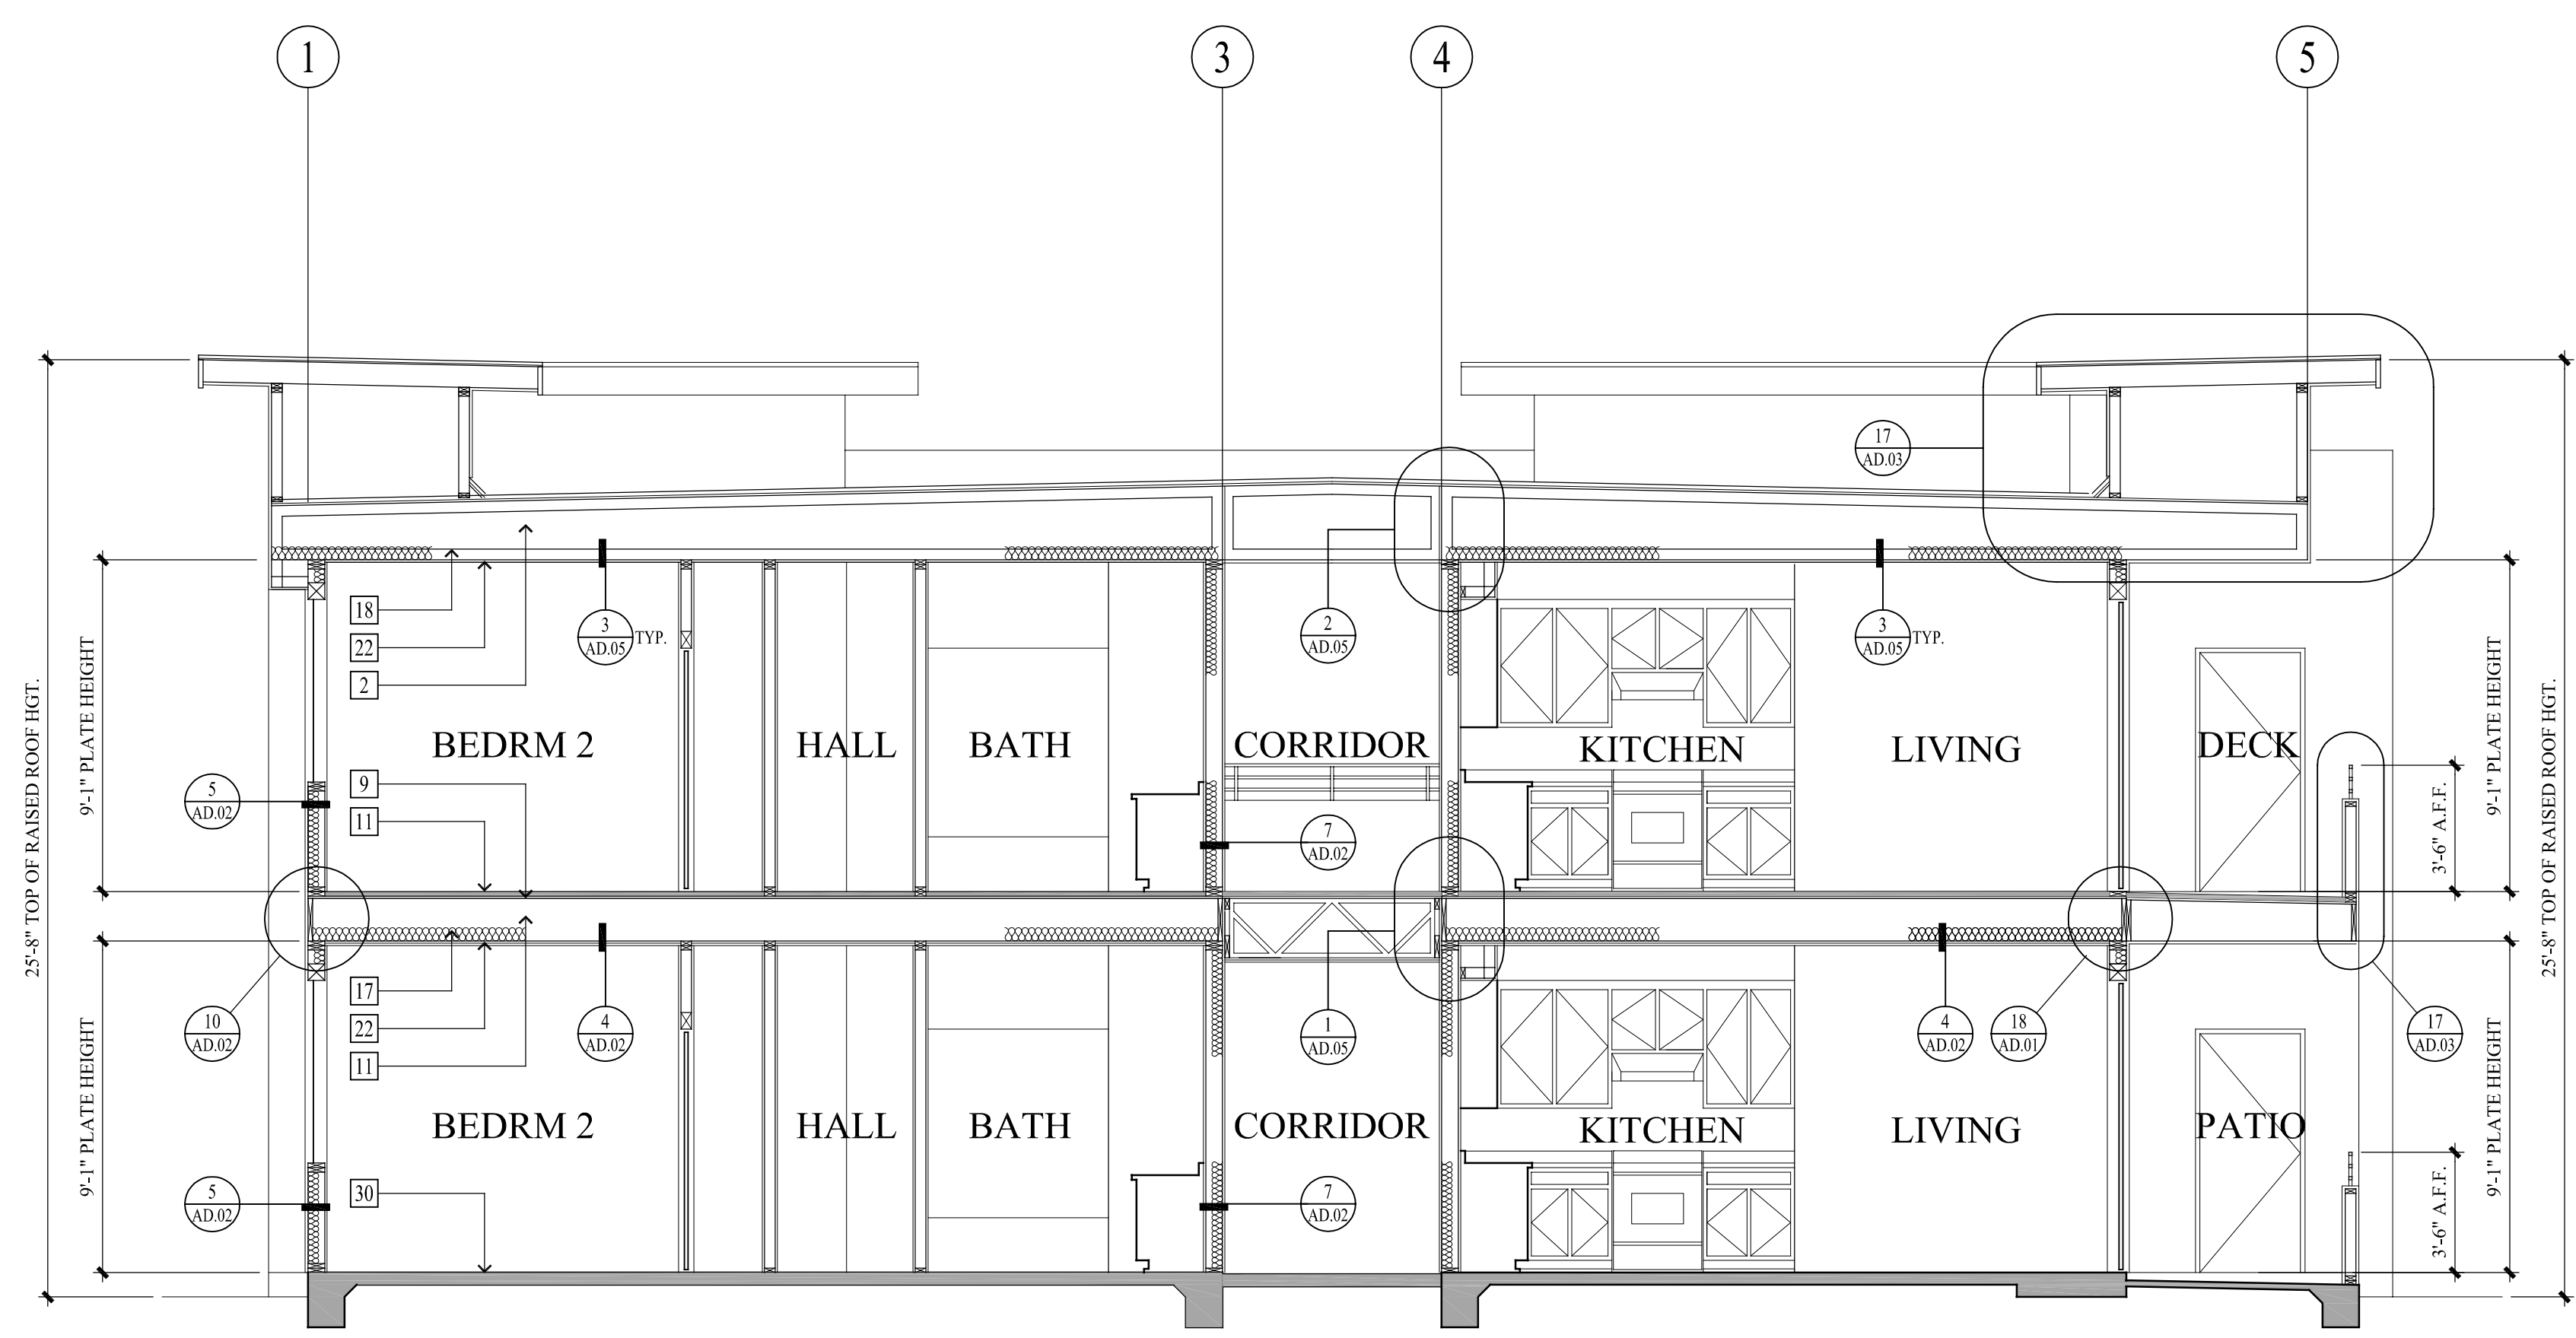 1
3
4
5
17
AD.03
18
22
2
3
AD.05
TYP.
2
AD.05
3
AD.05
TYP.
9'-1" PLATE HEIGHT
25'-8" TOP OF RAISED ROOF HGT.
BEDRM 2
HALL
BATH
CORRIDOR
KITCHEN
LIVING
DECK
9'-1" PLATE HEIGHT
25'-8" TOP OF RAISED ROOF HGT.
5
AD.02
9
11
7
AD.02
3'-6" A.F.F.
10
AD.02
17
22
11
4
AD.02
1
AD.05
4
AD.02
18
AD.01
17
AD.03
9'-1" PLATE HEIGHT
BEDRM 2
HALL
BATH
CORRIDOR
KITCHEN
LIVING
PATIO
9'-1" PLATE HEIGHT
5
AD.02
30
7
AD.02
3'-6" A.F.F.